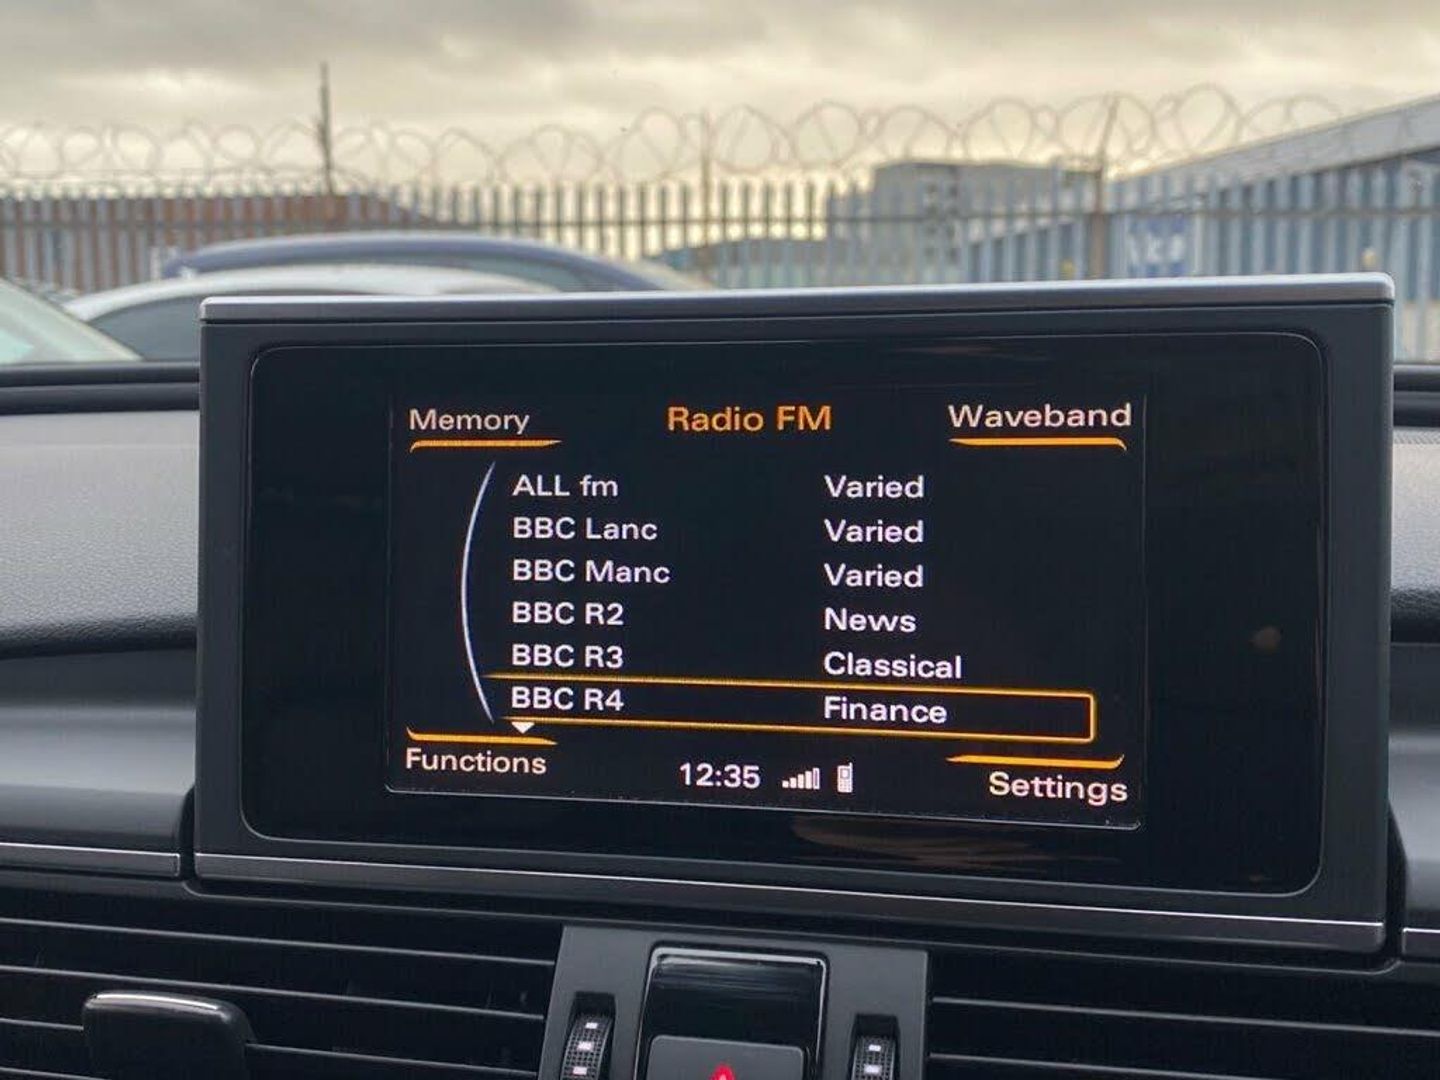 Memory Radio FM Waveband
ALL fm Varied
BBC Lanc Varied
BBC Manc Varied
BBC R2 News
BBC R3 Classical
BBC R4 Finance
Functions 12:35 Settings